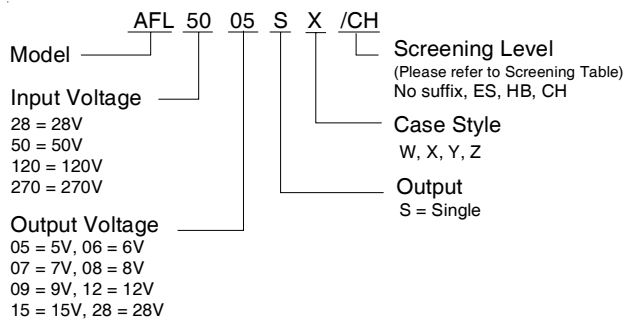 AFL 50 05 S X /CH
Model
Input Voltage
28 = 28V
50 = 50V
120 = 120V
270 = 270V
Output Voltage
05 = 5V, 06 = 6V
07 = 7V, 08 = 8V
09 = 9V, 12 = 12V
15 = 15V, 28 = 28V
Screening Level
(Please refer to Screening Table)
No suffix, ES, HB, CH
Case Style
W, X, Y, Z
Output
S = Single